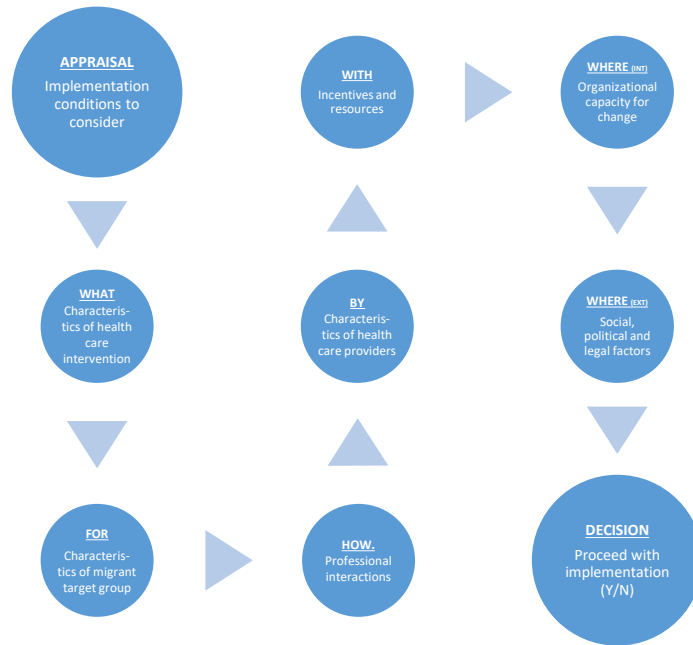 APPRAISAL
Implementation
conditions to
consider
WHAT
Characteris-
tics of health
care
intervention
FOR
Characteris-
tics of migrant
target group
HOW.
Professional
interactions
BY
Characteris-
tics of health
care providers
WITH
Incentives and
resources
WHERE (INT)
Organizational
capacity for
change
WHERE (EXT)
Social,
political and
legal factors
DECISION
Proceed with
implementation
(Y/N)